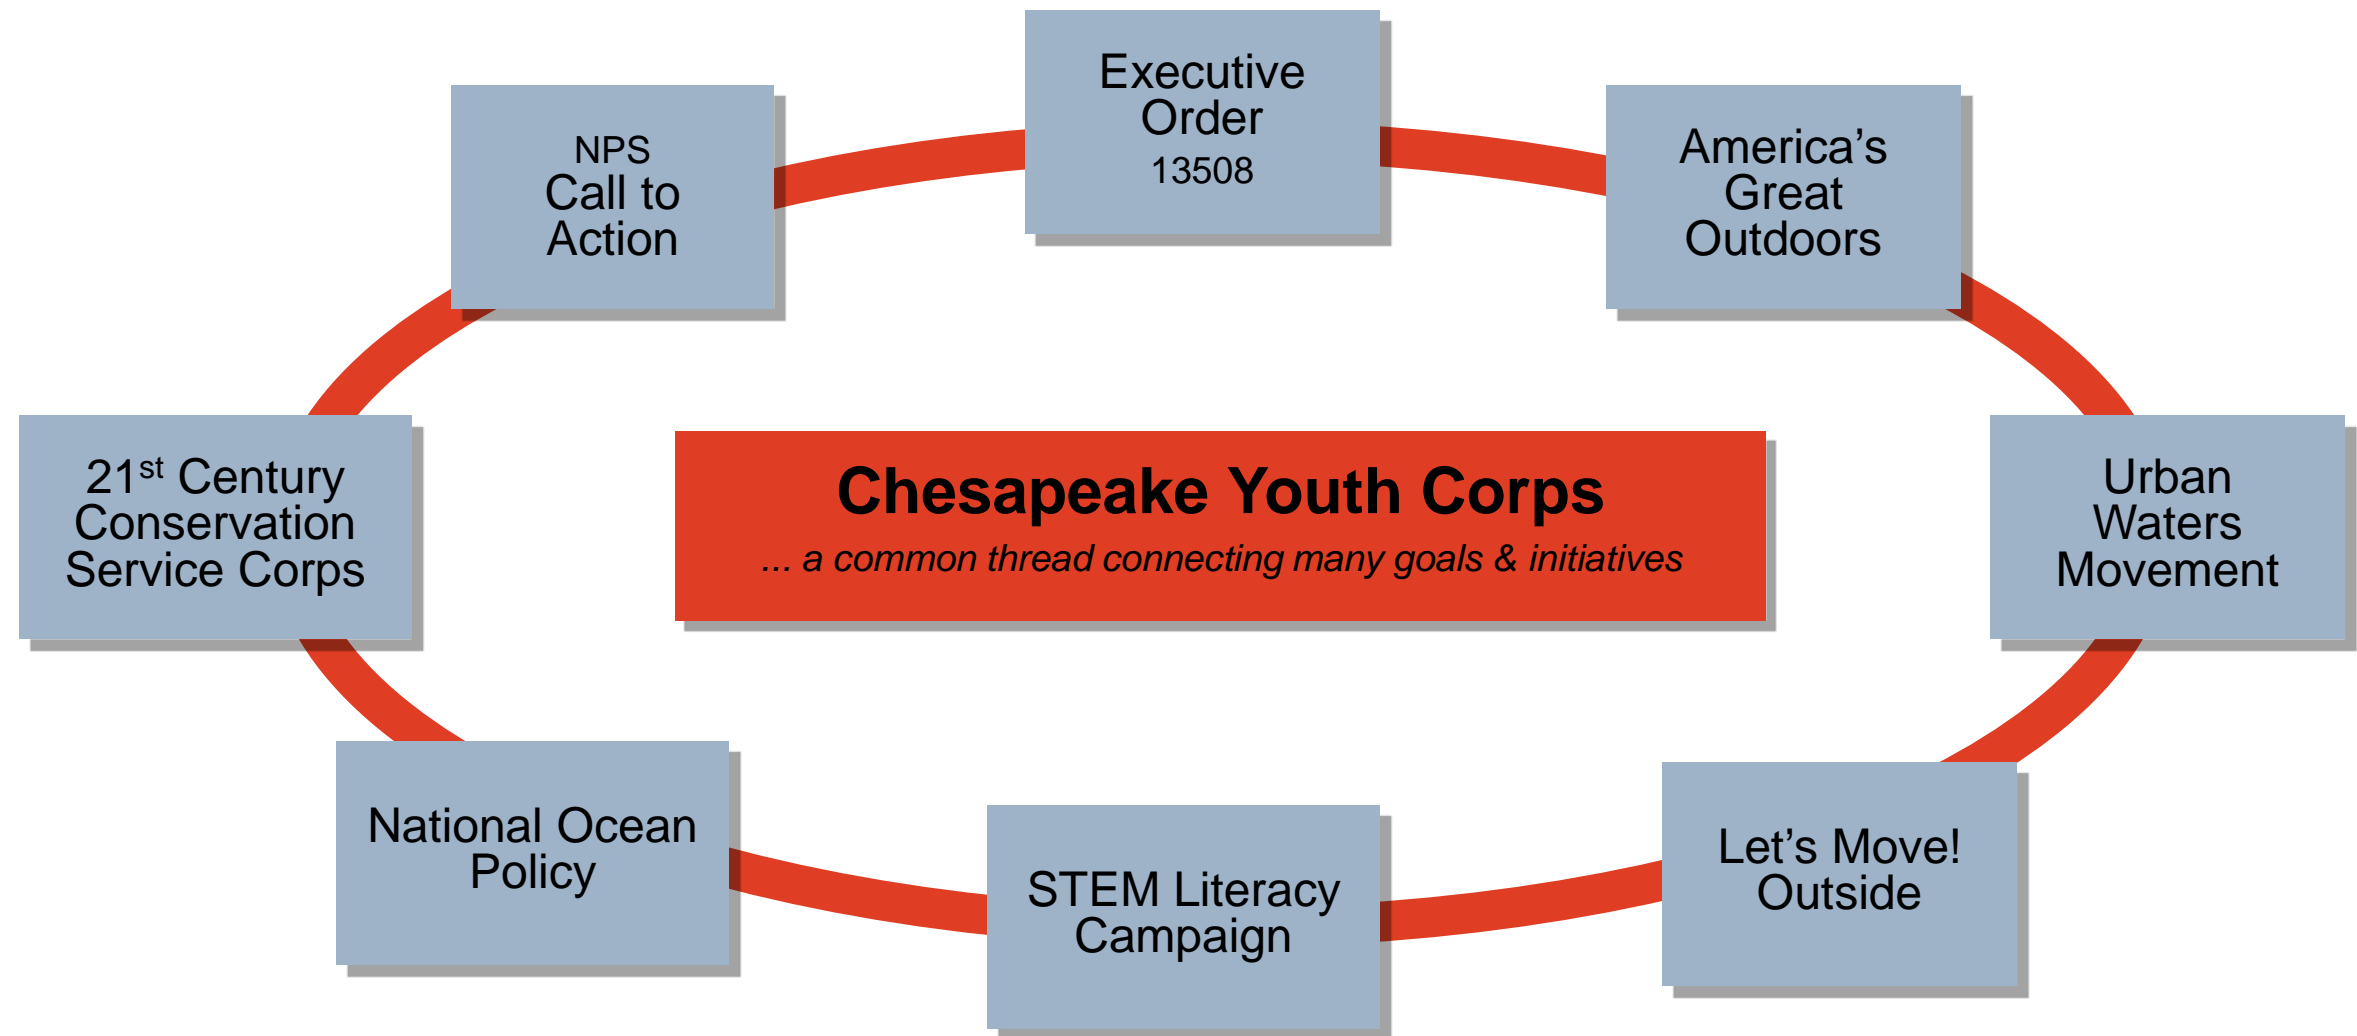 Executive
Order
13508
NPS
Call to
Action
America’s
Great
Outdoors
21st Century
Conservation
Service Corps
Chesapeake Youth Corps
... a common thread connecting many goals & initiatives
Urban
Waters
Movement
National Ocean
Policy
STEM Literacy
Campaign
Let’s Move!
Outside